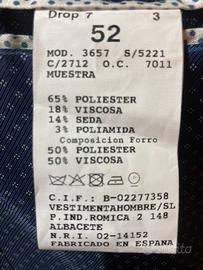 Drop 7 3
52
MOD. 3657 S/5221
C/2712 O.C. 7011
MUESTRA
65% POLIESTER
18% VISCOSA
14% SEDA
3% POLIAMIDA
Composicion Forro
50% POLIESTER
50% VISCOSA
C.I.F: B-02277358
VESTIMENTAHOMBRE/SL
P.IND.ROMICA 2 148
ALBACETE
N.R.I. 02-14152
FABRICADO EN ESPAÑA